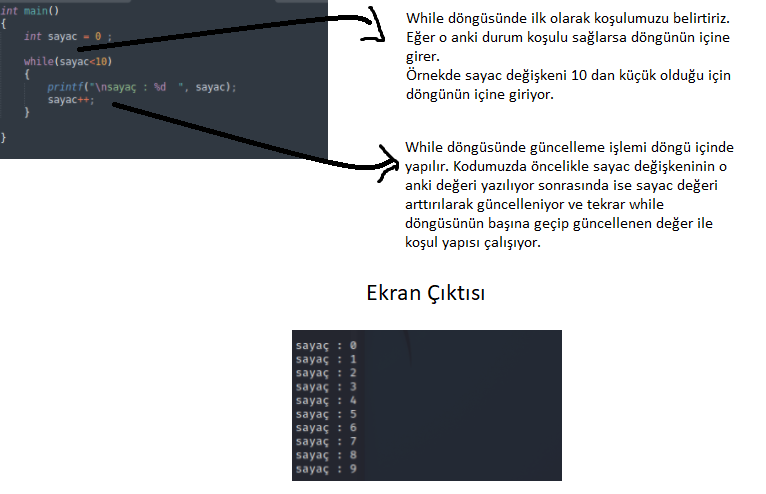 int main()
{
int sayac = 0 ;
while(sayac<10)
{
printf("\nsayaç : %d  ", sayac);
sayac++;
}
}
While döngüsünde ilk olarak koşulumuzu belirtiriz.
Eğer o anki durum koşulu sağlarsa döngünün içine
girer.
Örnekde sayac değişkeni 10 dan küçük olduğu için
döngünün içine giriyor.
While döngüsünde güncelleme işlemi döngü içinde
yapılır. Kodumuzda öncelikle sayac değişkeninin o
anki değeri yazılıyor sonrasında ise sayac değeri
arttırılarak güncelleniyor ve tekrar while
döngüsünün başına geçip güncellenen değer ile
koşul yapısı çalışıyor.
Ekran Çıktısı
sayaç : 0
sayaç : 1
sayaç : 2
sayaç : 3
sayaç : 4
sayaç : 5
sayaç : 6
sayaç : 7
sayaç : 8
sayaç : 9